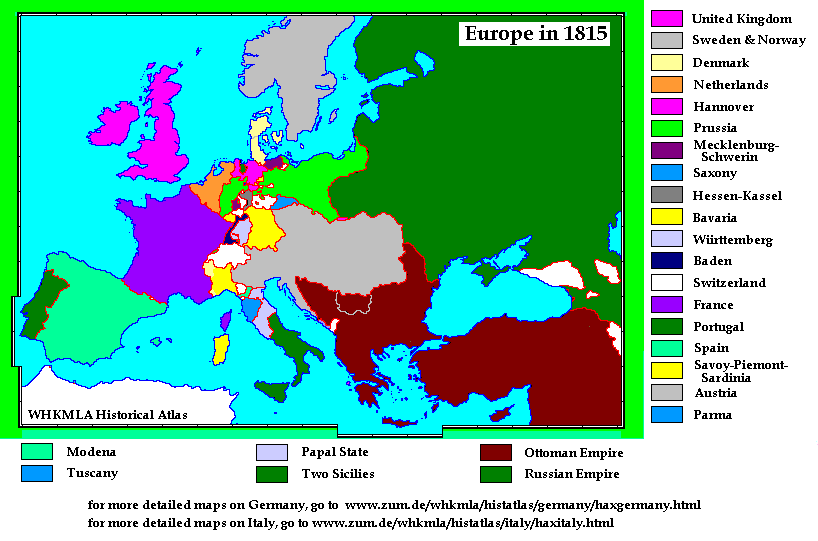 Europe in 1815
WHKMLA Historical Atlas
United Kingdom
Sweden & Norway
Denmark
Netherlands
Hannover
Prussia
Mecklenburg-
Schwerin
Saxony
Hessen-Kassel
Bavaria
Württemberg
Baden
Switzerland
France
Portugal
Spain
Savoy-Piemont-
Sardinia
Austria
Parma
Modena
Tuscany
Papal State
Two Sicilies
Ottoman Empire
Russian Empire
for more detailed maps on Germany, go to www.zum.de/whkmla/histatlas/germany/haxgermany.html
for more detailed maps on Italy, go to www.zum.de/whkmla/histatlas/italy/haxitaly.html